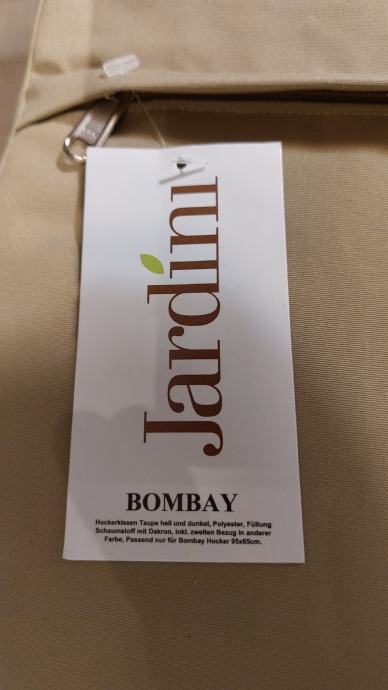 Jardini
BOMBAY
Hockerkissen Taupe hell und dunkel, Polyester, Füllung
Schaumstoff mit Dakron, inkl. zweiten Bezug in anderer
Farbe, Passend nur für Bombay Hocker 95x65cm.